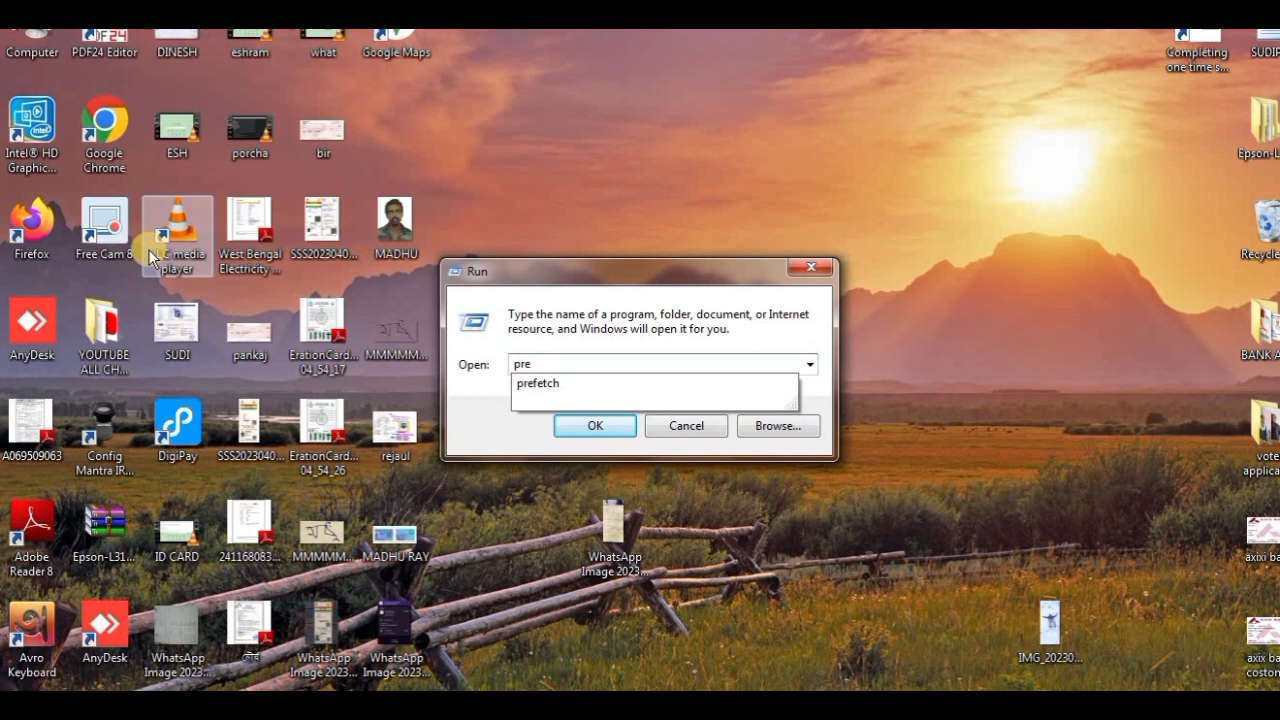 Computer
PDF24 Editor
DINESH
eshram
what
Google Maps
Completing
one time s...
Intel® HD
Graphic...
Google
Chrome
ESH
porcha
bir
Firefox
Free Cam 8
media
player
West Bengal
Electricity ...
SSS2023040...
MADHU
Run
Type the name of a program, folder, document, or Internet
resource, and Windows will open it for you.
Open:
pre
prefetch
OK
Cancel
Browse...
AnyDesk
YOUTUBE
ALL CH...
SUDI
pankaj
ErationCard...
04_54_17
MMMMM...
BANK A
A069509063
Config
Mantra IR...
DigiPay
SSS2023040...
ErationCard...
04_54_26
rejaul
vote
applica
Adobe
Reader 8
Epson-L31...
ID CARD
241168083...
MMMMM...
MADHU RAY
WhatsApp
Image 2023...
axixi ba
Avro
Keyboard
AnyDesk
WhatsApp
Image 2023...
WhatsApp
Image 2023...
WhatsApp
Image 2023...
IMG_20230...
axix ba
coston
Epson-L
Recycle
SUDIP